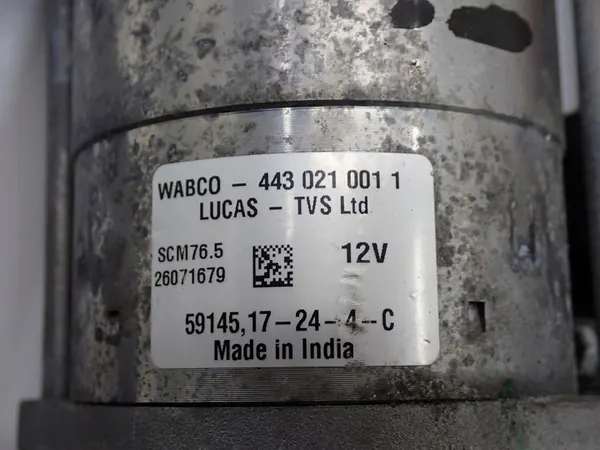 WABCO - 443 021 001 1
LUCAS - TVS Ltd
SCM76.5
26071679
12V
59145,17-24-4-C
Made in India